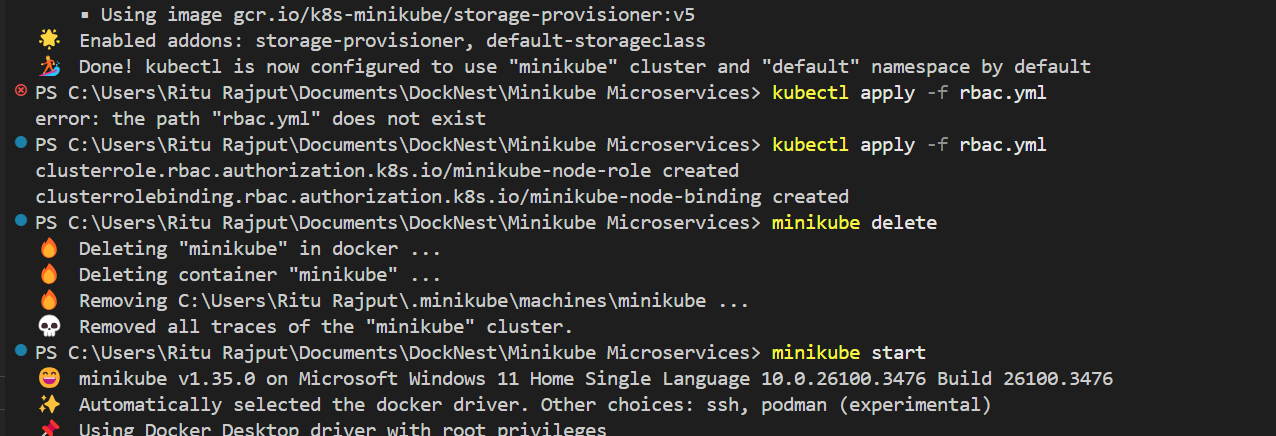 ▪ Using image gcr.io/k8s-minikube/storage-provisioner:v5
🌟 Enabled addons: storage-provisioner, default-storageclass
🏄 Done! kubectl is now configured to use "minikube" cluster and "default" namespace by default
PS C:\Users\Ritu Rajput\Documents\DockNest\Minikube Microservices> kubectl apply -f rbac.yml
error: the path "rbac.yml" does not exist
PS C:\Users\Ritu Rajput\Documents\DockNest\Minikube Microservices> kubectl apply -f rbac.yml
clusterrole.rbac.authorization.k8s.io/minikube-node-role created
clusterrolebinding.rbac.authorization.k8s.io/minikube-node-binding created
PS C:\Users\Ritu Rajput\Documents\DockNest\Minikube Microservices> minikube delete
🔥 Deleting "minikube" in docker ...
🔥 Deleting container "minikube" ...
🔥 Removing C:\Users\Ritu Rajput\.minikube\machines\minikube ...
💀 Removed all traces of the "minikube" cluster.
PS C:\Users\Ritu Rajput\Documents\DockNest\Minikube Microservices> minikube start
😄 minikube v1.35.0 on Microsoft Windows 11 Home Single Language 10.0.26100.3476 Build 26100.3476
✨ Automatically selected the docker driver. Other choices: ssh, podman (experimental)
📌 Using Docker Desktop driver with root privileges